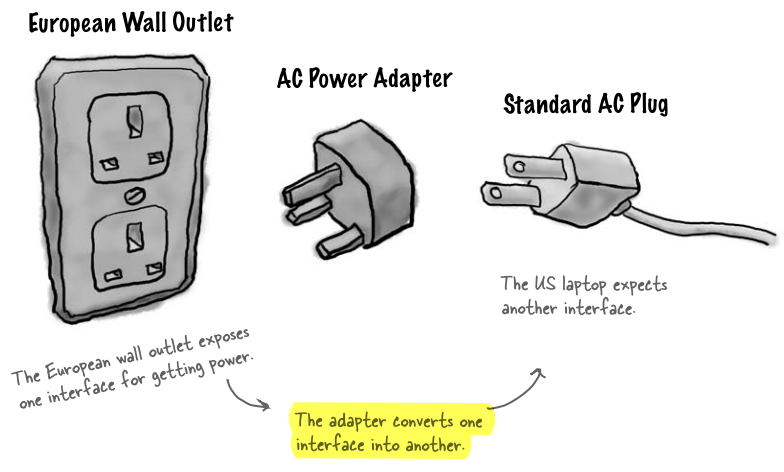 European Wall Outlet
AC Power Adapter
Standard AC Plug
The US laptop expects
another interface.
The European wall outlet exposes
one interface for getting power.
The adapter converts one
interface into another.